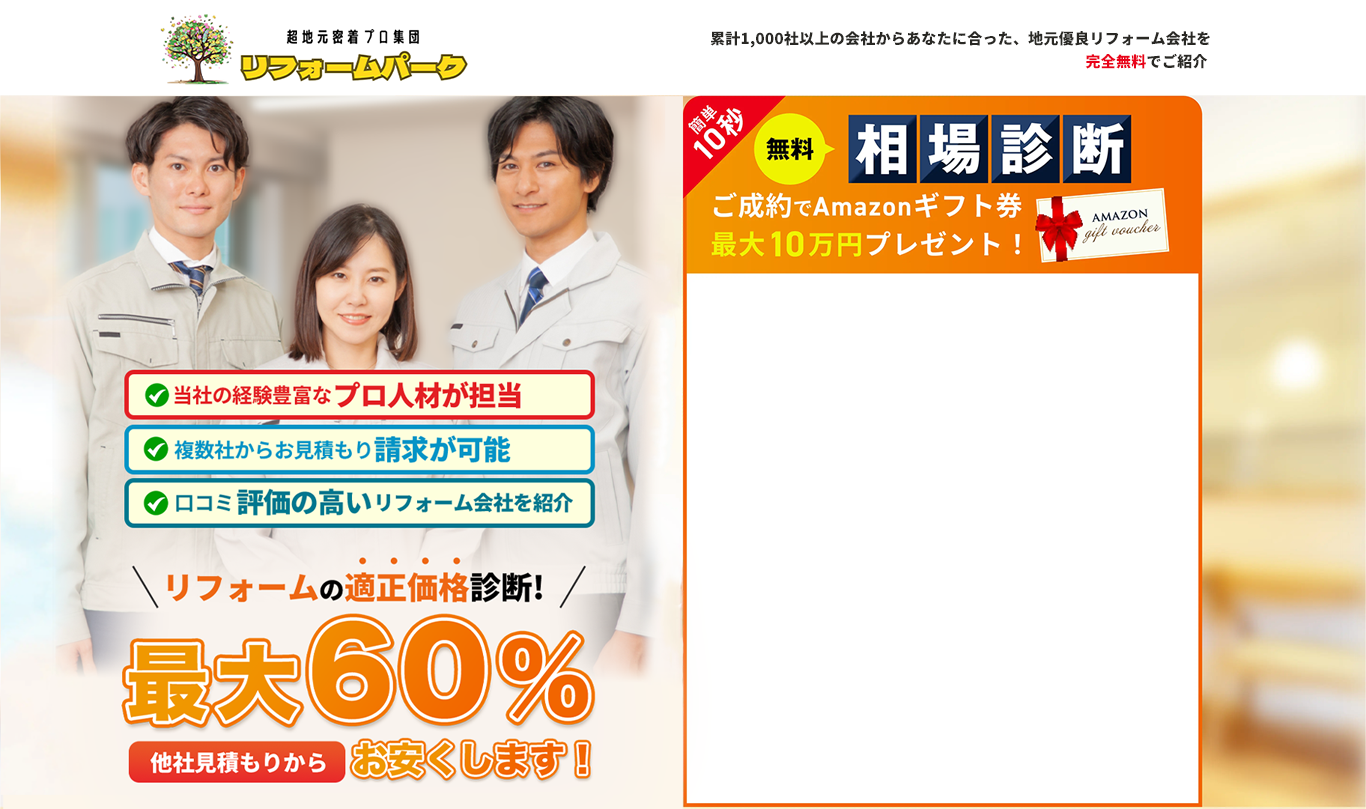 超地元密着プロ集団
リフォームパーク
累計1,000社以上の会社からあなたに合った、地元優良リフォーム会社を
完全無料でご紹介
当社の経験豊富なプロ人材が担当
複数社からお見積もり請求が可能
口コミ評価の高いリフォーム会社を紹介
リフォームの適正価格診断!
最大60%
他社見積もりから お安くします！
簡単
10秒
無料
相場診断
ご成約でAmazonギフト券
最大10万円プレゼント！
AMAZON
gift voucher